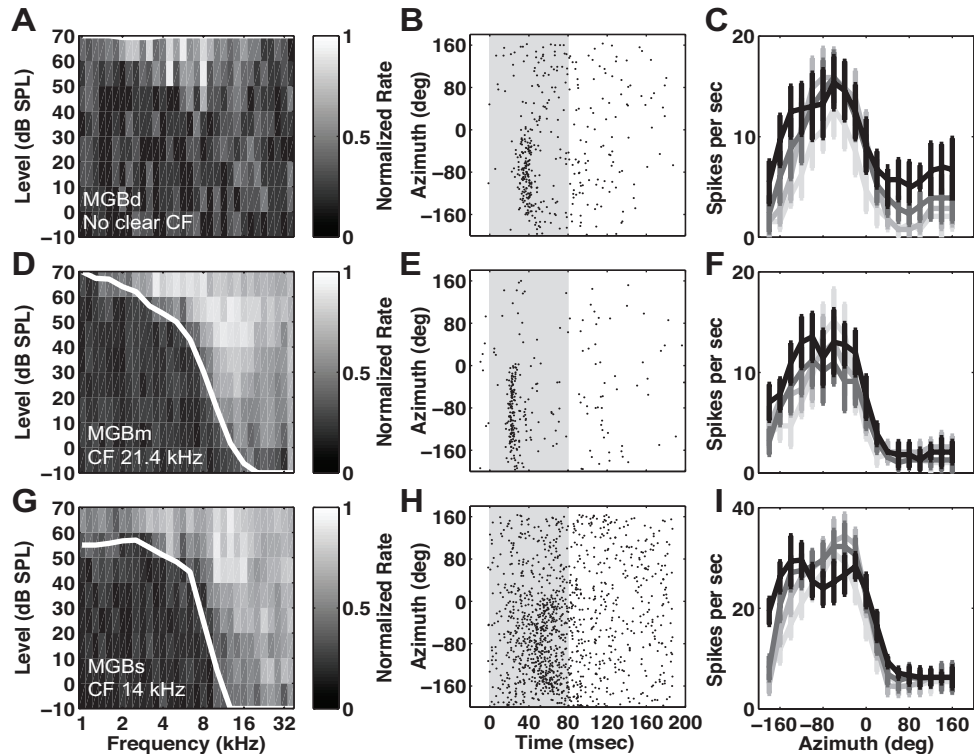 A
B
C
70
60
50
40
30
20
10
0
−10
Level (dB SPL)
MGBd
No clear CF
1
0.5
0
Normalized Rate
160
80
0
−80
−160
Azimuth (deg)
20
10
0
Spikes per sec
D
E
F
70
60
50
40
30
20
10
0
−10
Level (dB SPL)
MGBm
CF 21.4 kHz
1
0.5
0
Normalized Rate
160
80
0
−80
−160
Azimuth (deg)
20
10
0
Spikes per sec
G
H
I
70
60
50
40
30
20
10
0
−10
Level (dB SPL)
MGBs
CF 14 kHz
1 2 4 8 16 32
Frequency (kHz)
1
0.5
0
Normalized Rate
160
80
0
−80
−160
Azimuth (deg)
0 40 80 120 160 200
Time (msec)
40
20
0
Spikes per sec
−160 −80 0 80 160
Azimuth (deg)